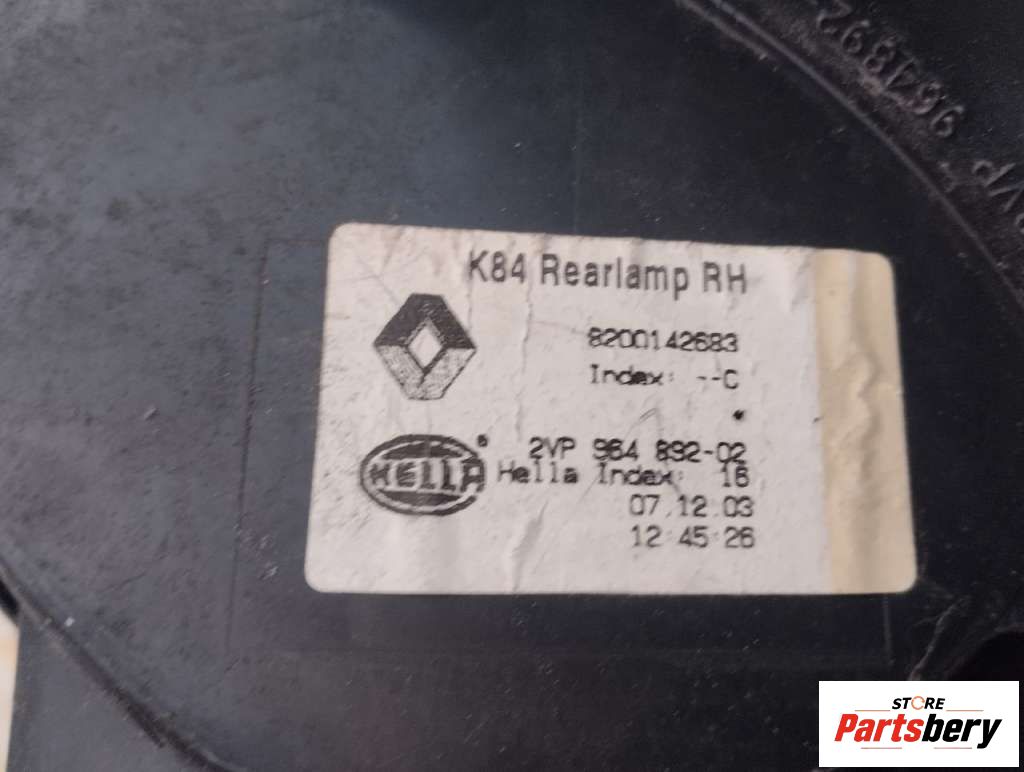 K84 Rearlamp RH
8200142683
Index: --C
HELLA
2VP 964 892-02
Hella Index: 16
07.12.03
12:45:26
STORE
Partsbery